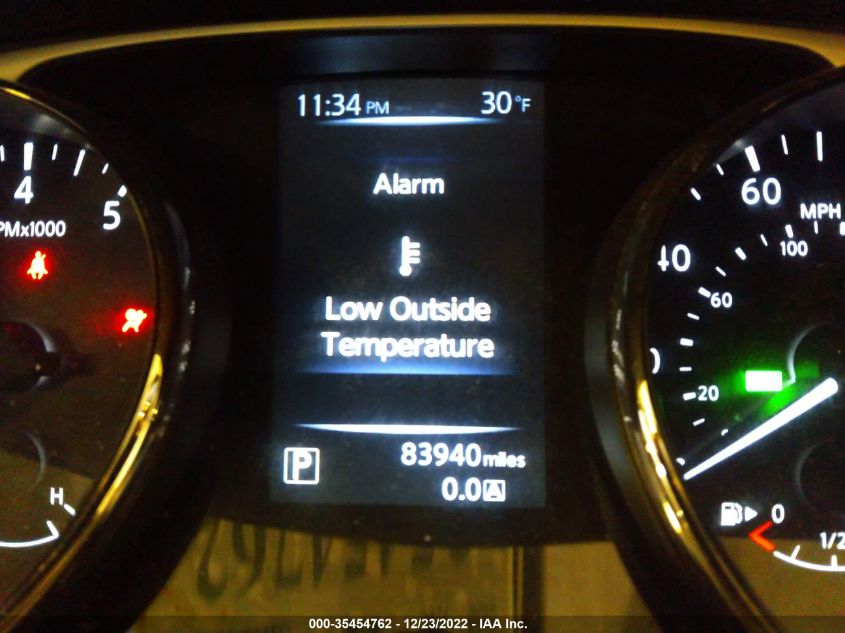 11:34 PM 30°F
Alarm
Low Outside
Temperature
P 83940 miles
0.0 A
4
5
PMx1000
H
60
MPH
40
100
60
0
20
0
1/2
000-35454762 - 12/23/2022 - IAA Inc.